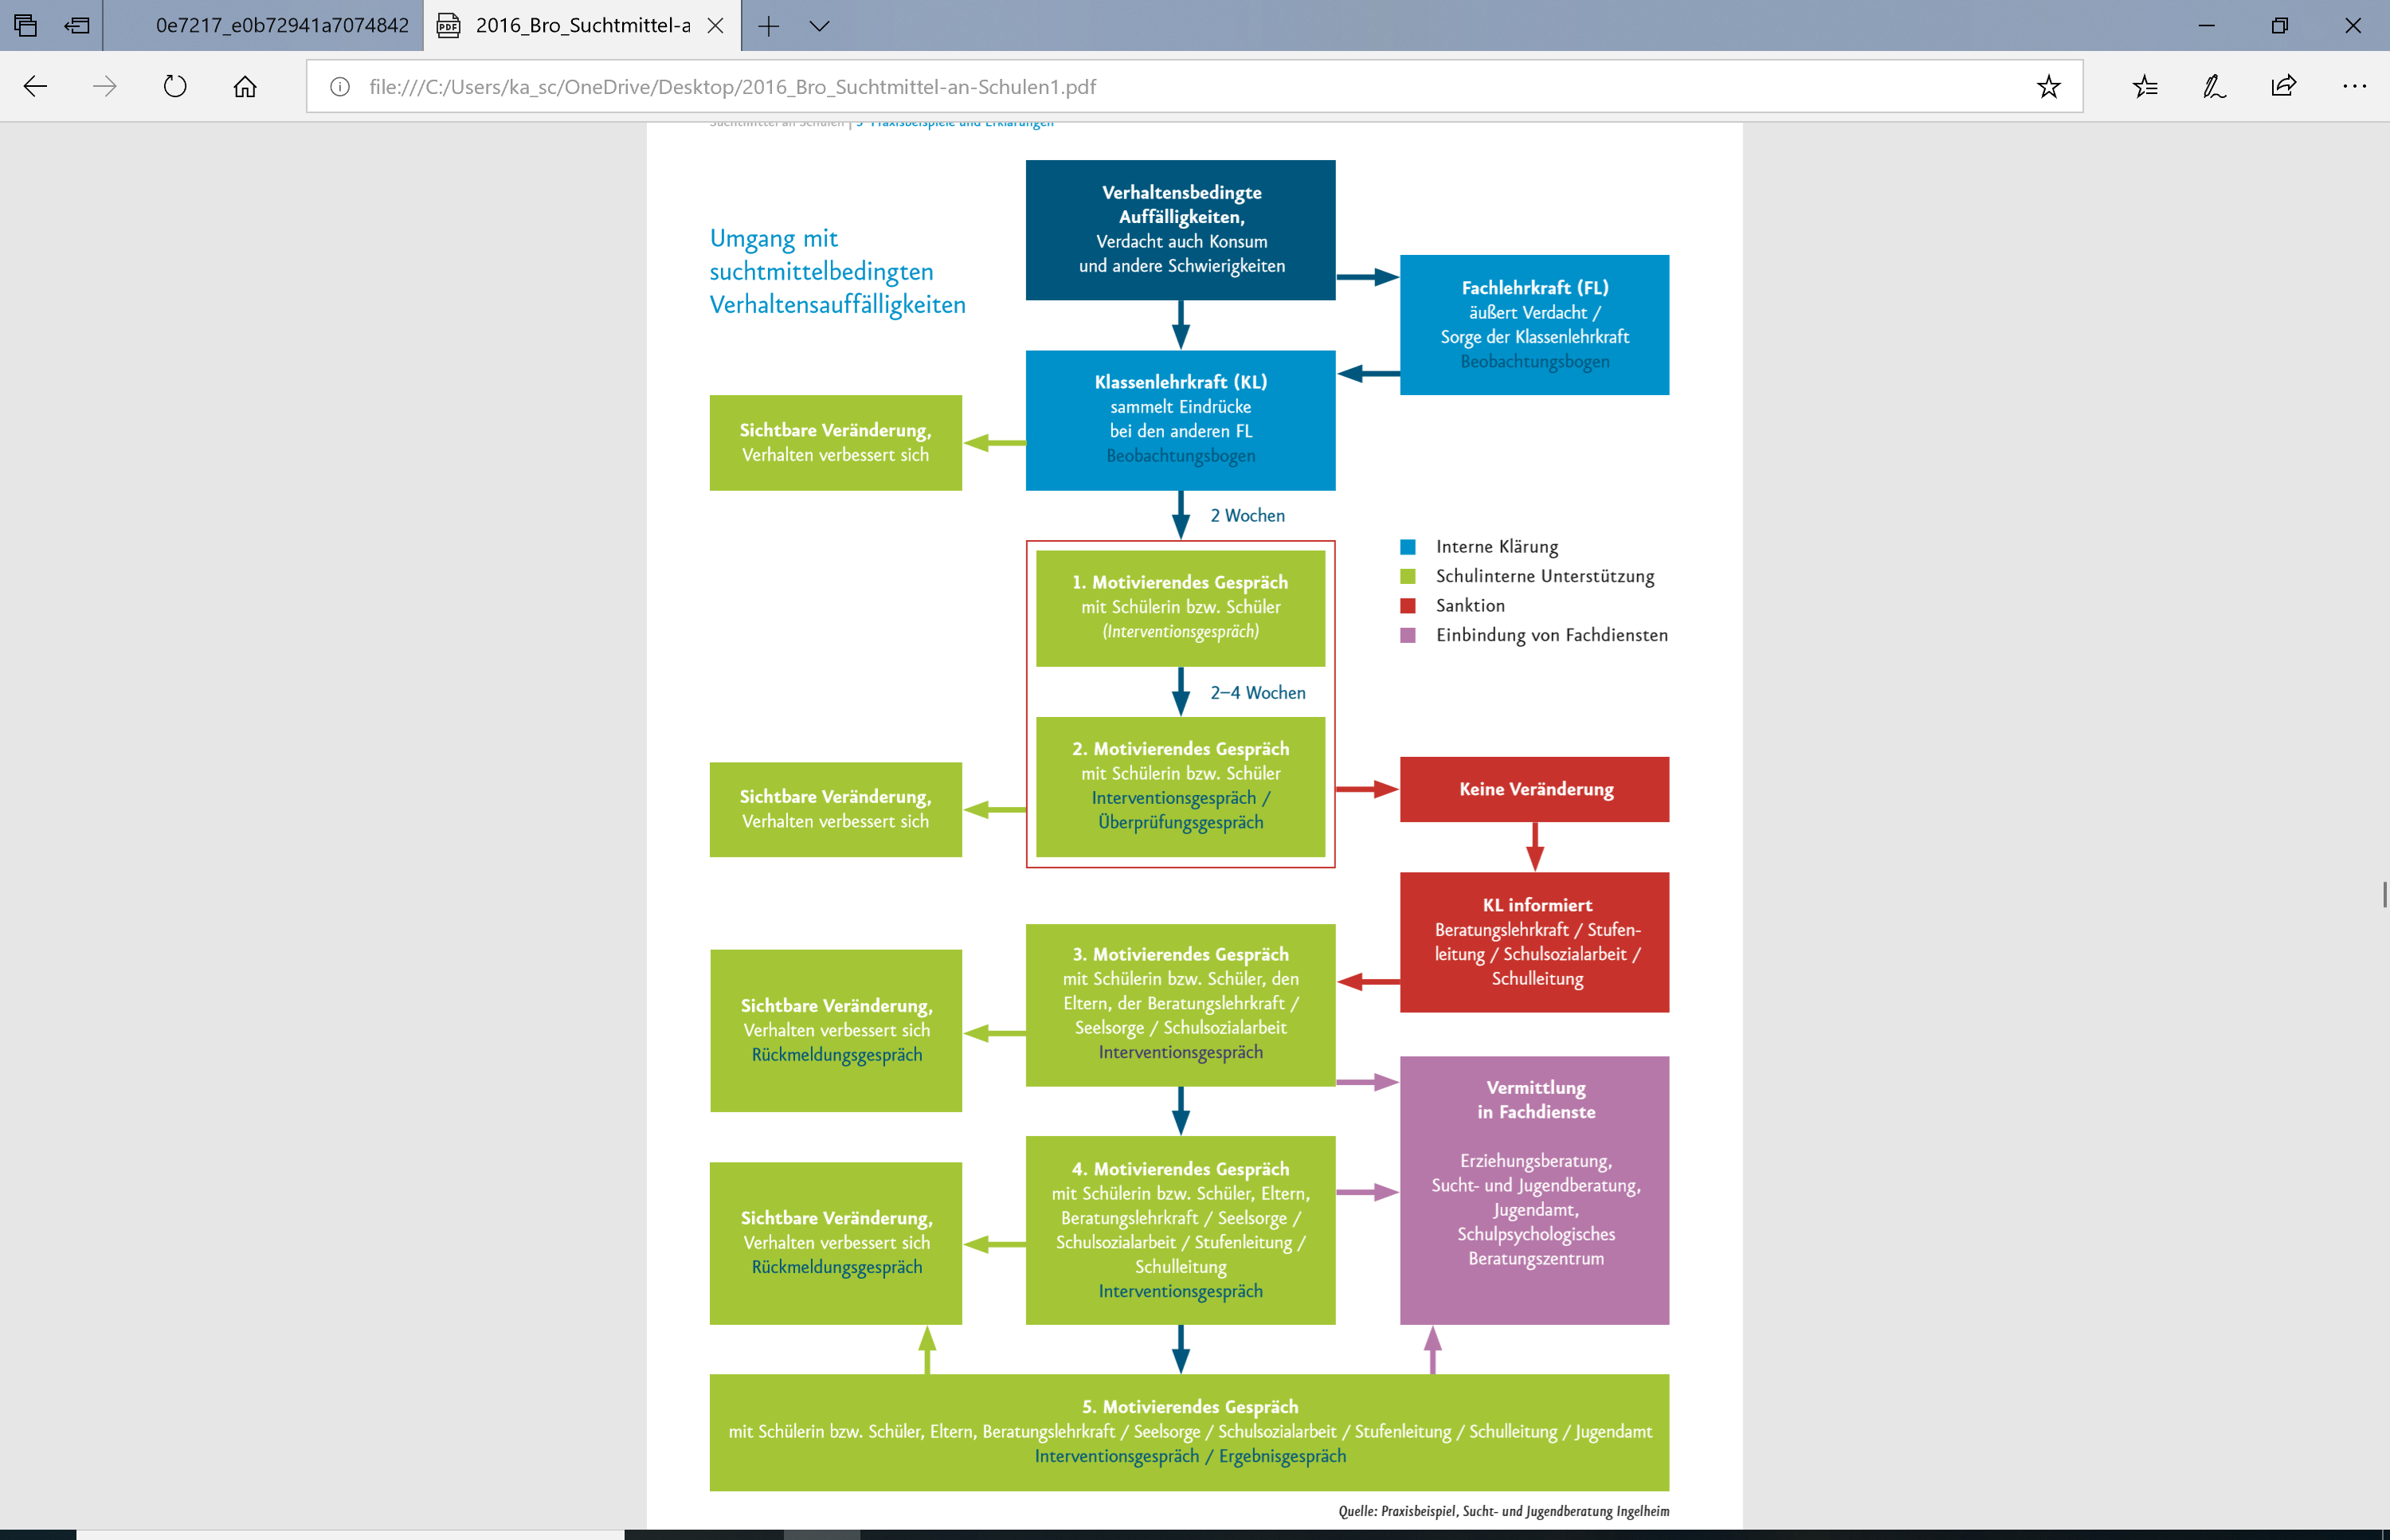 0e7217_e0b72941a7074842
PDF
2016_Bro_Suchtmittel-a
file:///C:/Users/ka_sc/OneDrive/Desktop/2016_Bro_Suchtmittel-an-Schulen1.pdf
Suchtmittel an Schulen | 5 Praxisbeispiele und Erklärungen
Umgang mit
suchtmittelbedingten
Verhaltensauffälligkeiten
Verhaltensbedingte
Auffälligkeiten,
Verdacht auch Konsum
und andere Schwierigkeiten
Fachlehrkraft (FL)
äußert Verdacht /
Sorge der Klassenlehrkraft
Beobachtungsbogen
Klassenlehrkraft (KL)
sammelt Eindrücke
bei den anderen FL
Beobachtungsbogen
Sichtbare Veränderung,
Verhalten verbessert sich
2 Wochen
Interne Klärung
Schulinterne Unterstützung
Sanktion
Einbindung von Fachdiensten
1. Motivierendes Gespräch
mit Schülerin bzw. Schüler
(Interventionsgespräch)
2–4 Wochen
2. Motivierendes Gespräch
mit Schülerin bzw. Schüler
Interventionsgespräch /
Überprüfungsgespräch
Sichtbare Veränderung,
Verhalten verbessert sich
Keine Veränderung
KL informiert
Beratungslehrkraft / Stufen-
leitung / Schulsozialarbeit /
Schulleitung
3. Motivierendes Gespräch
mit Schülerin bzw. Schüler, den
Eltern, der Beratungslehrkraft /
Seelsorge / Schulsozialarbeit
Interventionsgespräch
Sichtbare Veränderung,
Verhalten verbessert sich
Rückmeldungsgespräch
Vermittlung
in Fachdienste
Erziehungsberatung,
Sucht- und Jugendberatung,
Jugendamt,
Schulpsychologisches
Beratungszentrum
4. Motivierendes Gespräch
mit Schülerin bzw. Schüler, Eltern,
Beratungslehrkraft / Seelsorge /
Schulsozialarbeit / Stufenleitung /
Schulleitung
Interventionsgespräch
Sichtbare Veränderung,
Verhalten verbessert sich
Rückmeldungsgespräch
5. Motivierendes Gespräch
mit Schülerin bzw. Schüler, Eltern, Beratungslehrkraft / Seelsorge / Schulsozialarbeit / Stufenleitung / Schulleitung / Jugendamt
Interventionsgespräch / Ergebnisgespräch
Quelle: Praxisbeispiel, Sucht- und Jugendberatung Ingelheim